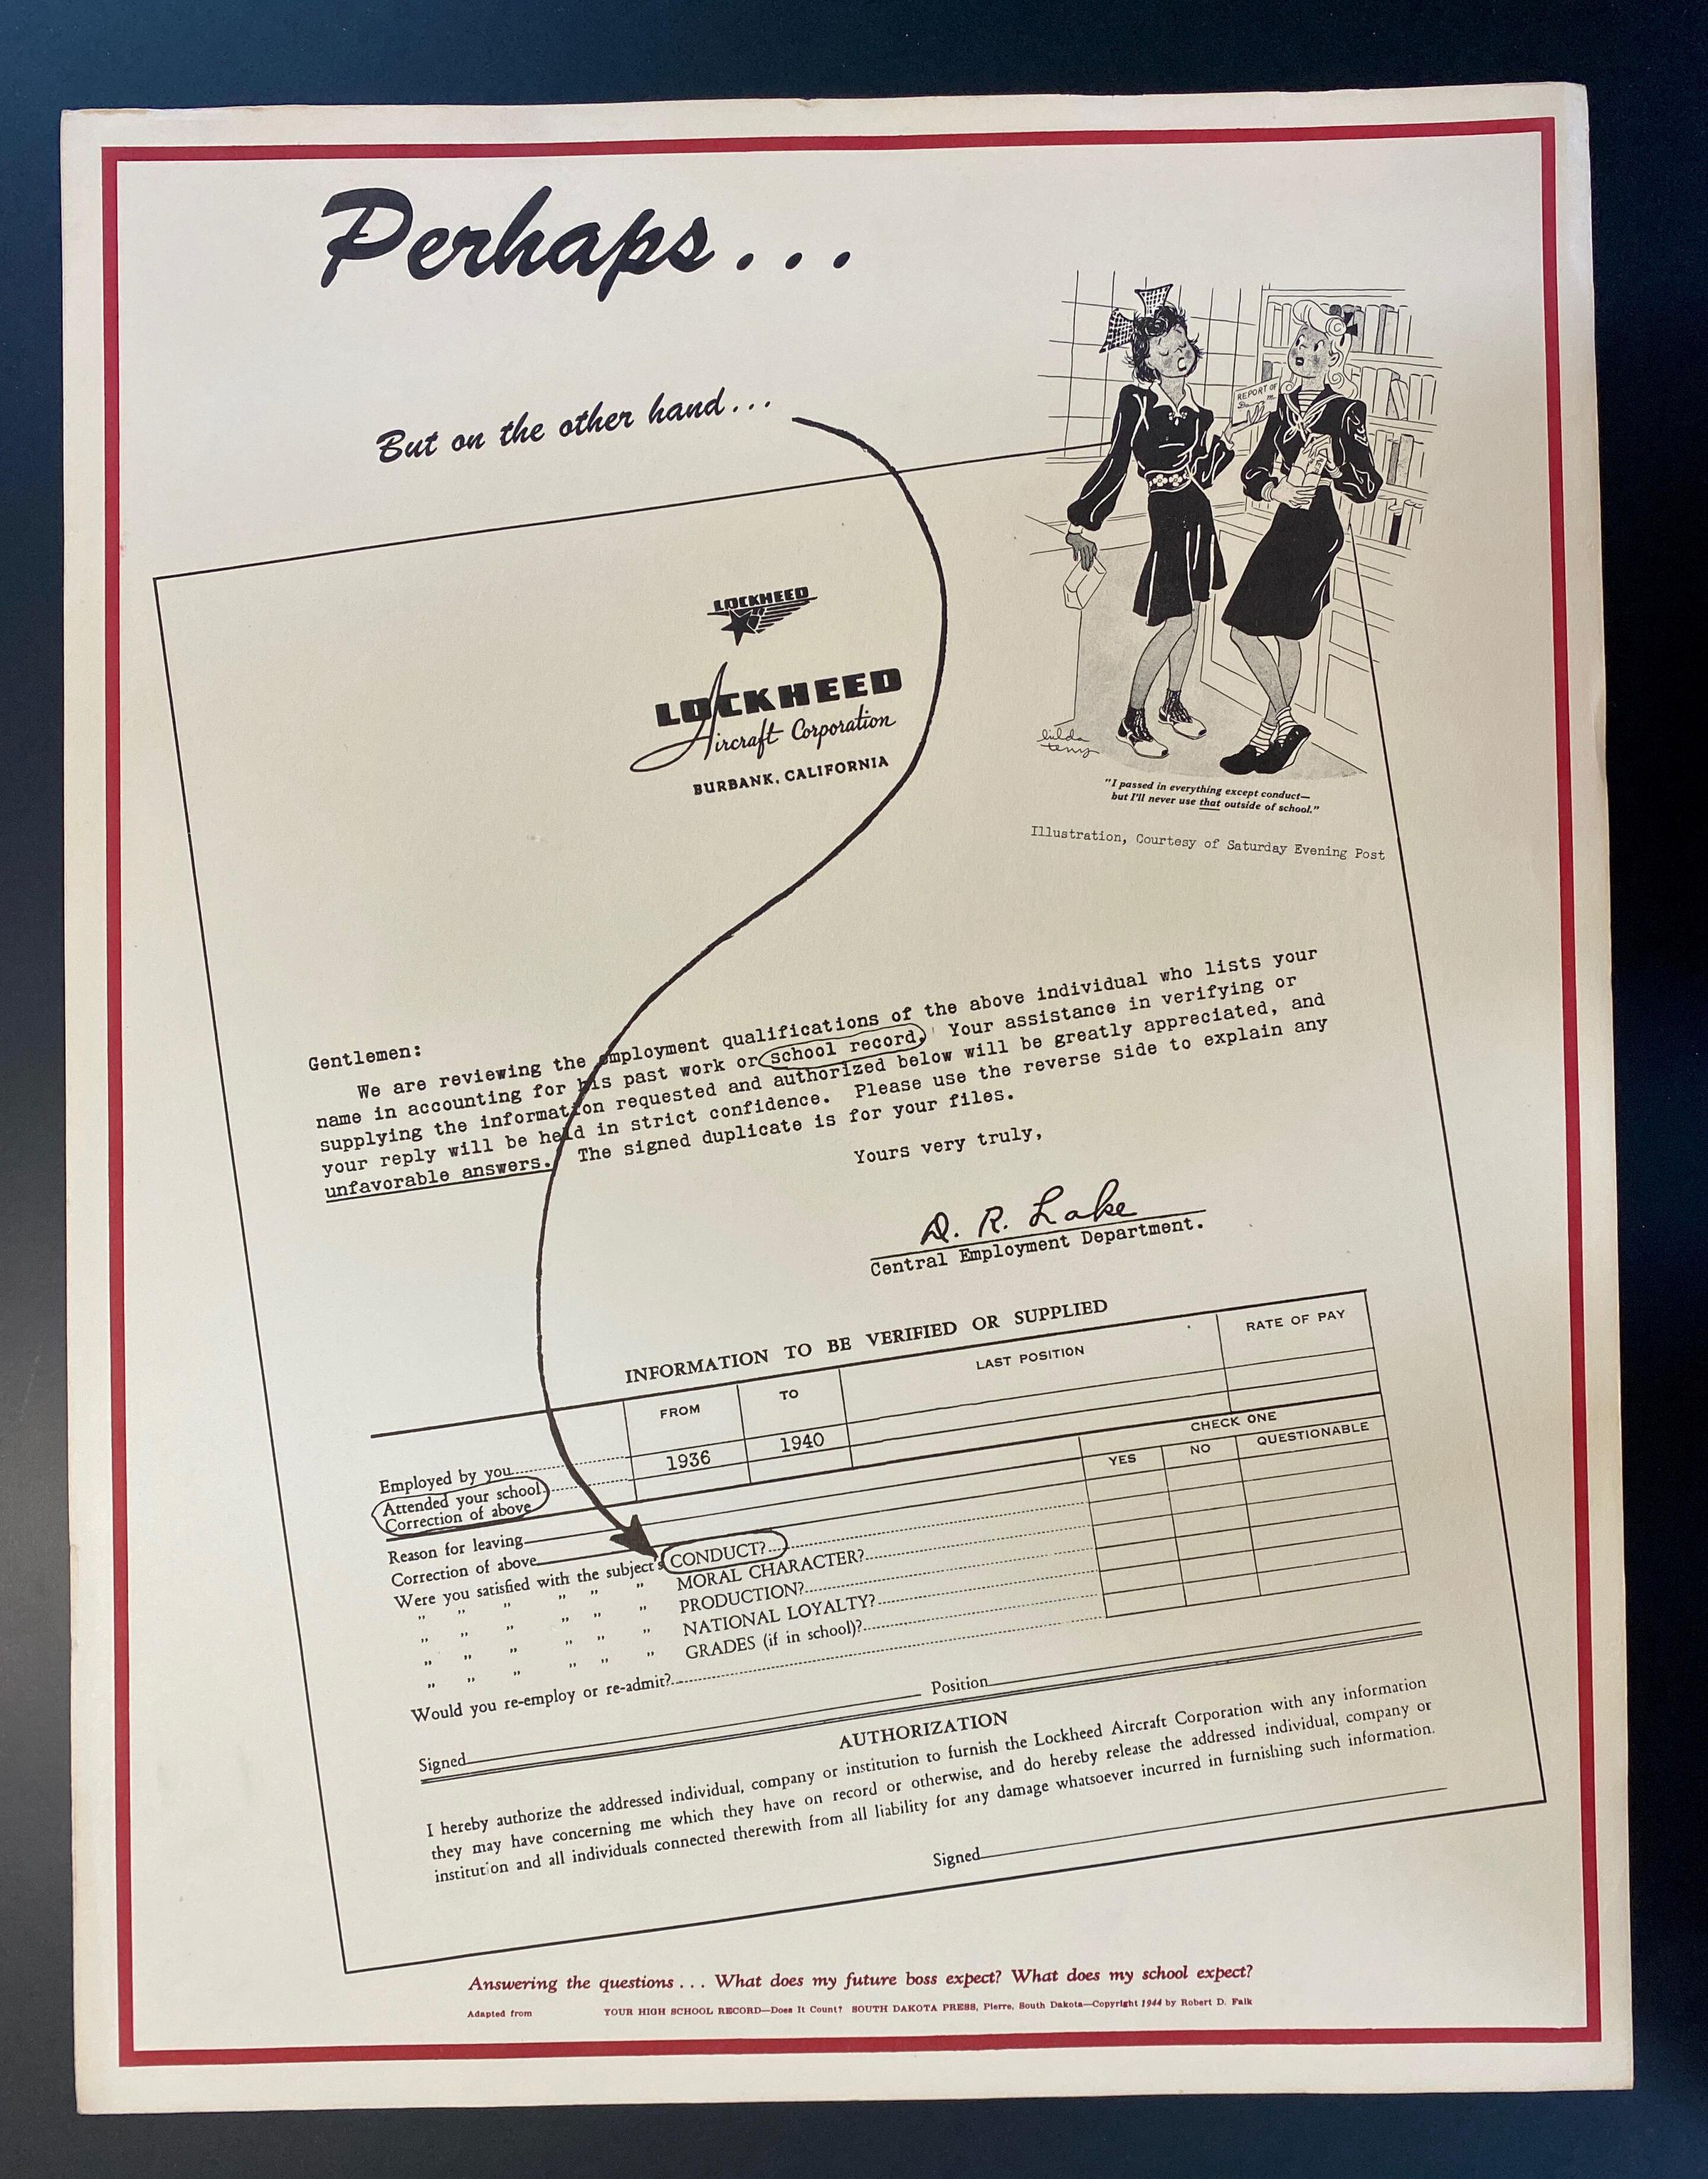 Perhaps...
But on the other hand...
REPORT OF
hilda
terry
"I passed in everything except conduct—
but I'll never use that outside of school."
Illustration, Courtesy of Saturday Evening Post
LOCKHEED
LOCKHEED
Aircraft Corporation
BURBANK, CALIFORNIA
Gentlemen:
We are reviewing the employment qualifications of the above individual who lists your
name in accounting for his past work or school record. Your assistance in verifying or
supplying the information requested and authorized below will be greatly appreciated, and
your reply will be held in strict confidence. Please use the reverse side to explain any
unfavorable answers. The signed duplicate is for your files.
Yours very truly,
D. R. Lake
Central Employment Department.
INFORMATION TO BE VERIFIED OR SUPPLIED
FROM TO LAST POSITION RATE OF PAY
Employed by you
Attended your school 1936 1940
Correction of above
CHECK ONE
YES NO QUESTIONABLE
Reason for leaving
Correction of above
Were you satisfied with the subject's CONDUCT?
" " " " " " MORAL CHARACTER?
" " " " " " PRODUCTION?
" " " " " " NATIONAL LOYALTY?
" " " " " " GRADES (if in school)?
Would you re-employ or re-admit?
Signed Position
AUTHORIZATION
I hereby authorize the addressed individual, company or institution to furnish the Lockheed Aircraft Corporation with any information
they may have concerning me which they have on record or otherwise, and do hereby release the addressed individual, company or
institution and all individuals connected therewith from all liability for any damage whatsoever incurred in furnishing such information.
Signed
Answering the questions... What does my future boss expect? What does my school expect?
Adapted from YOUR HIGH SCHOOL RECORD—Does It Count? SOUTH DAKOTA PRESS, Pierre, South Dakota—Copyright 1944 by Robert D. Falk